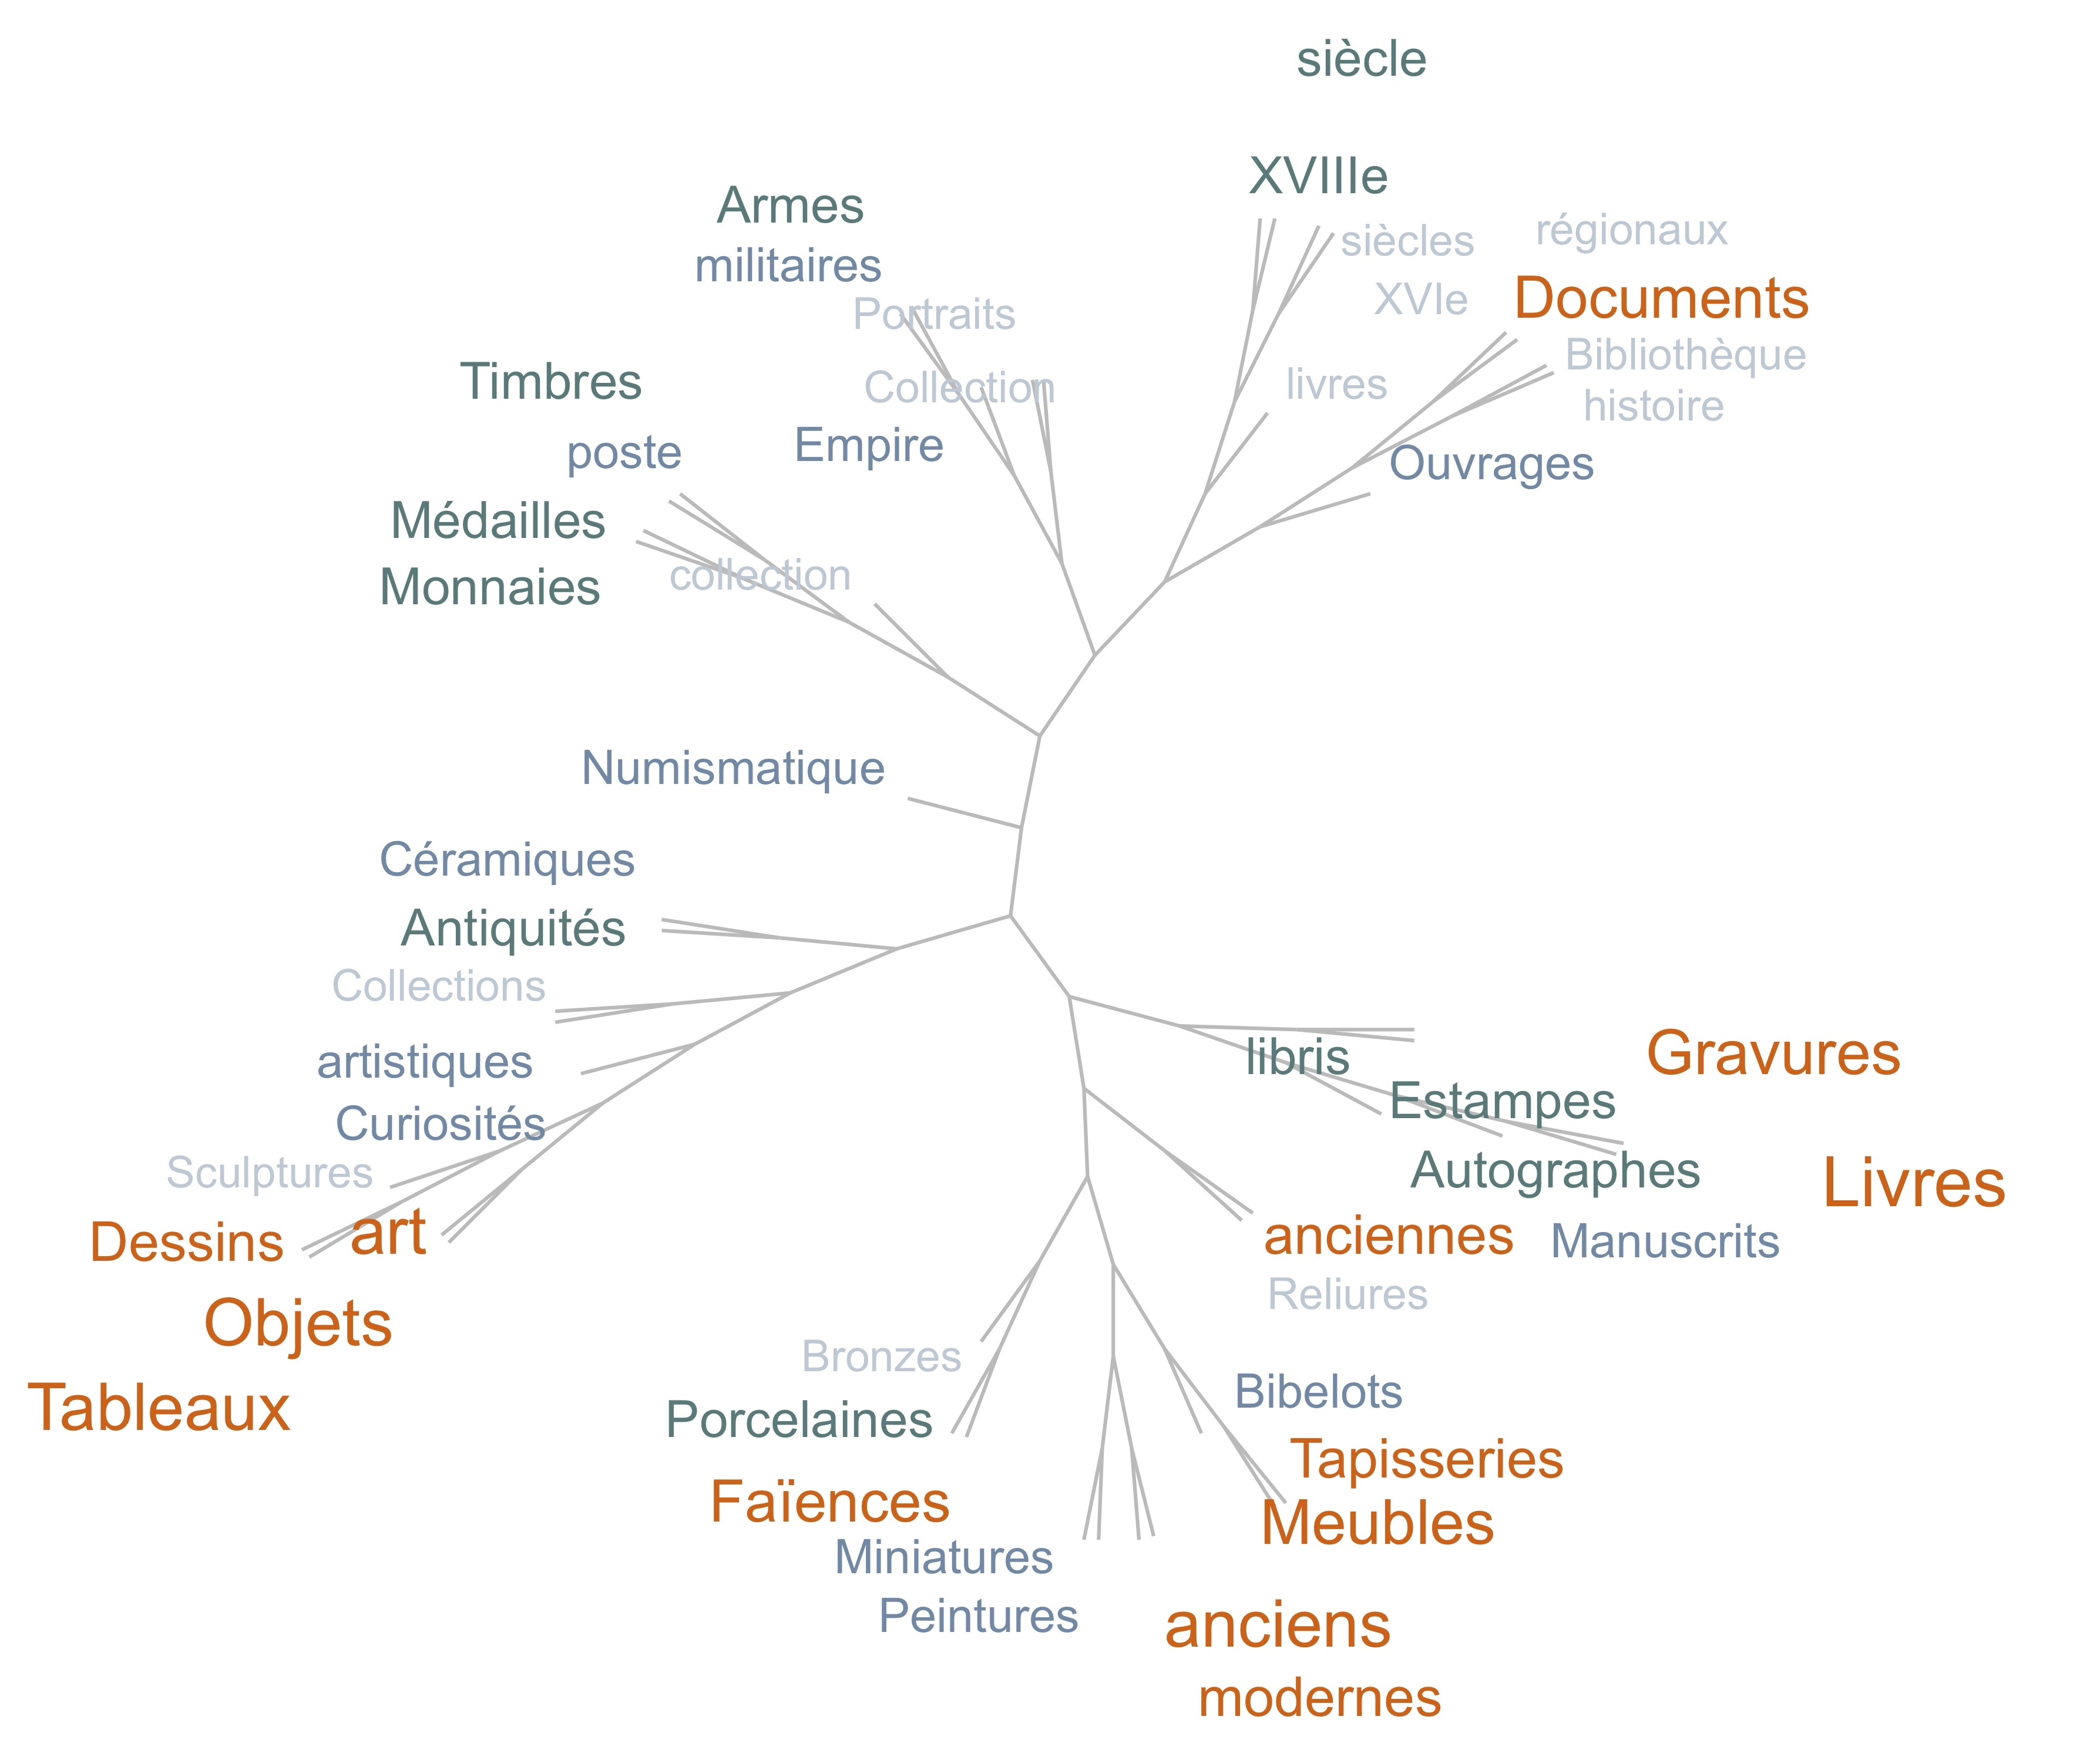 siècle
XVIIIe
Armes
siècles
régionaux
militaires
XVIe
Documents
Portraits
Bibliothèque
Timbres
Collection
livres
histoire
poste
Empire
Ouvrages
Médailles
collection
Monnaies
Numismatique
Céramiques
Antiquités
Collections
artistiques
libris
Gravures
Curiosités
Estampes
Sculptures
Autographes
Livres
Dessins
art
anciennes
Manuscrits
Objets
Reliures
Bronzes
Tableaux
Porcelaines
Bibelots
Faïences
Tapisseries
Miniatures
Meubles
Peintures
anciens
modernes